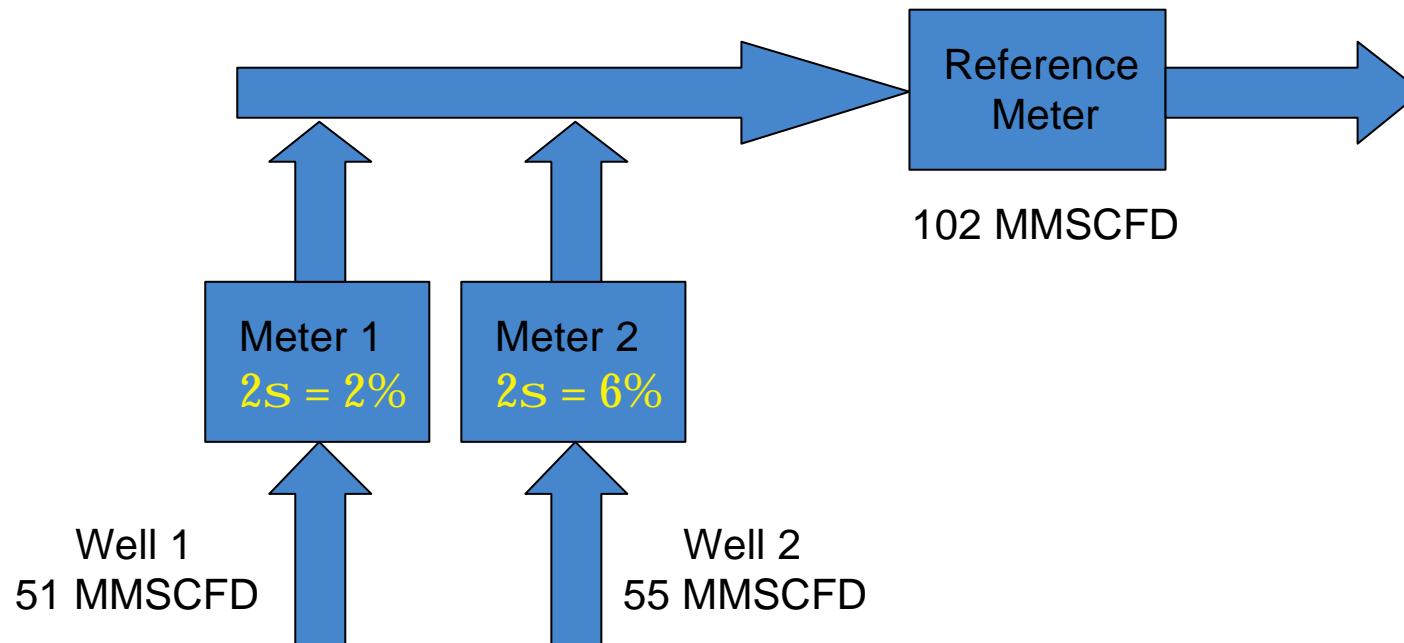 Reference
Meter
102 MMSCFD
Meter 1
2s = 2%
Meter 2
2s = 6%
Well 1
51 MMSCFD
Well 2
55 MMSCFD